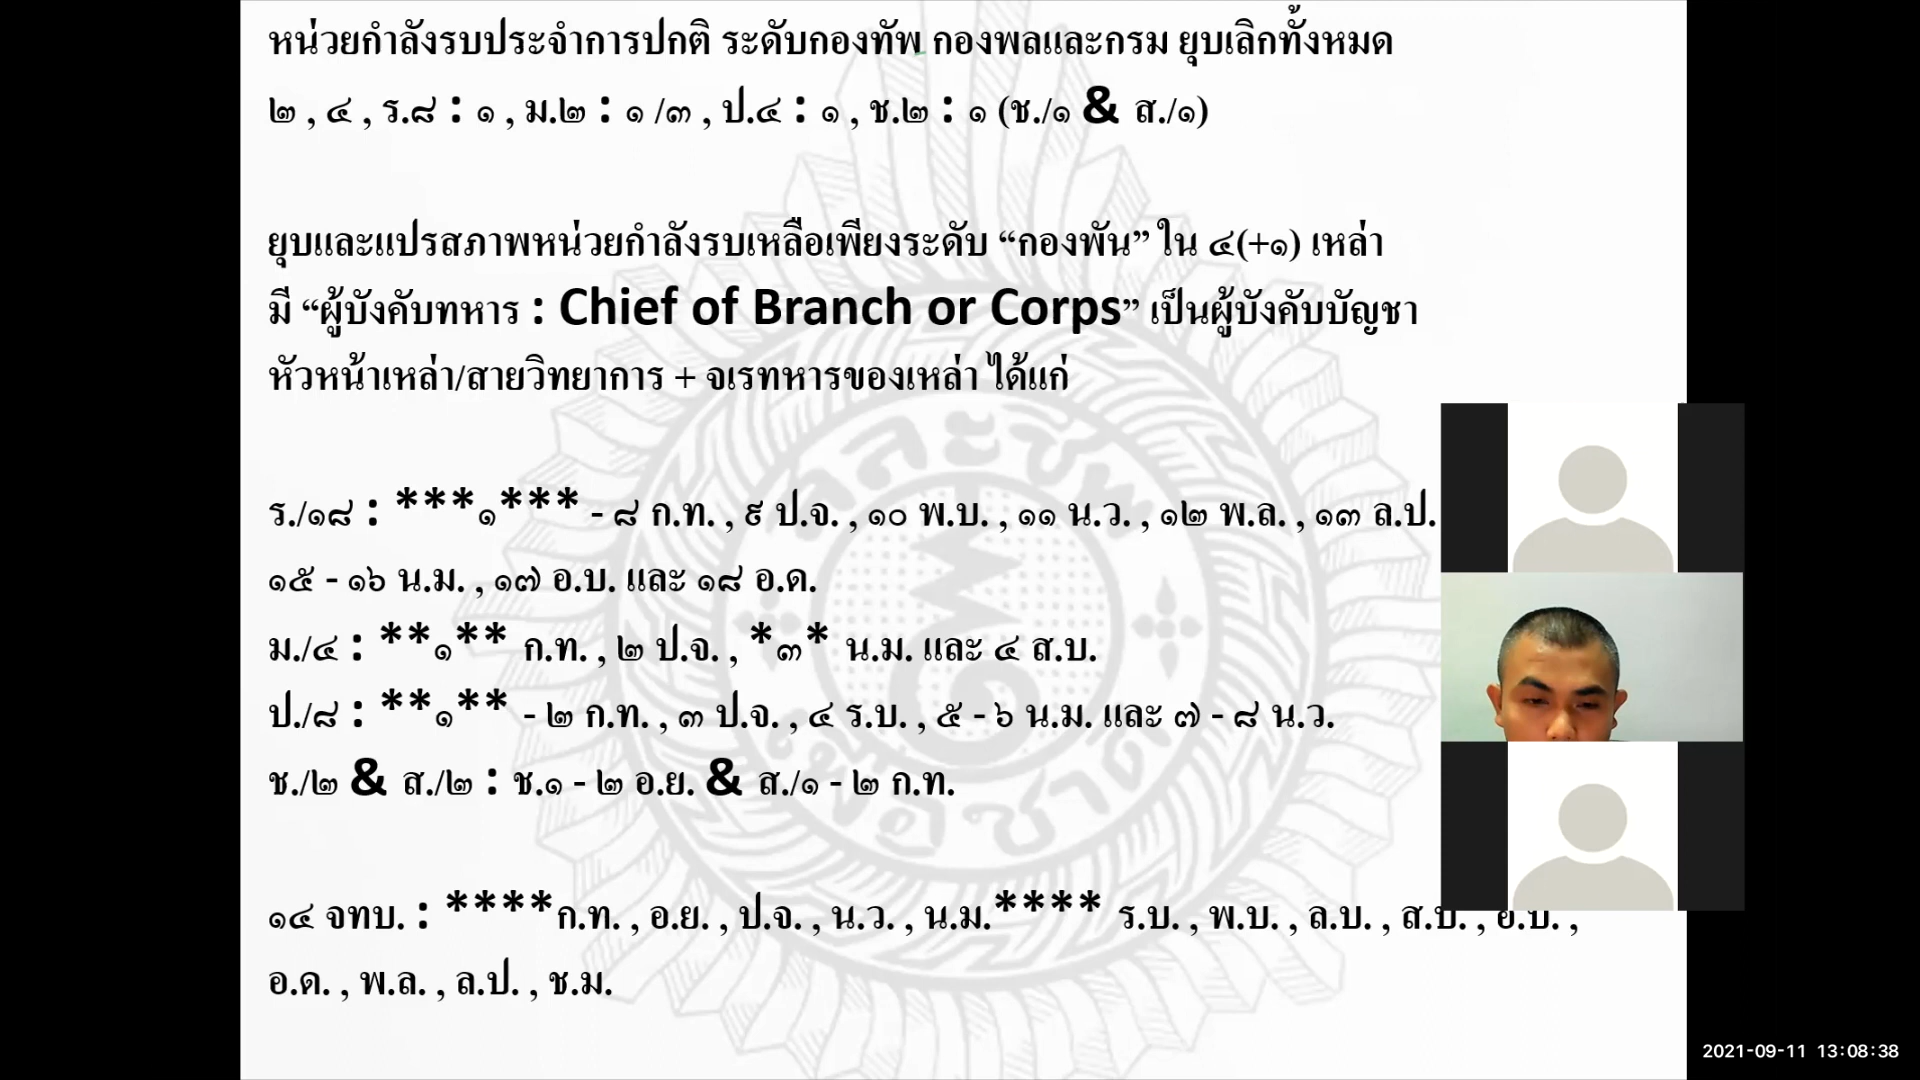 หน่วยกำลังรบประจำการปกติ ระดับกองทัพ กองพลและกรม ยุบเลิกทั้งหมด
๒ , ๔ , ร.๘ : ๑ , ม.๒ : ๑ /๓ , ป.๔ : ๑ , ช.๒ : ๑ (ช./๑ & ส./๑)
ยุบและแปรสภาพหน่วยกำลังรบเหลือเพียงระดับ “กองพัน” ใน ๔(+๑) เหล่า
มี “ผู้บังคับทหาร : Chief of Branch or Corps” เป็นผู้บังคับบัญชา
หัวหน้าเหล่า/สายวิทยาการ + จเรทหารของเหล่า ได้แก่
ร./๑๘ : ***๑*** - ๘ ก.ท. , ๙ ป.จ. , ๑๐ พ.บ. , ๑๑ น.ว. , ๑๒ พ.ล. , ๑๓ ล.ป.
๑๕ - ๑๖ น.ม. , ๑๗ อ.บ. และ ๑๘ อ.ด.
ม./๔ : **๑** ก.ท. , ๒ ป.จ. , *๓* น.ม. และ ๔ ส.บ.
ป./๘ : **๑** - ๒ ก.ท. , ๓ ป.จ. , ๔ ร.บ. , ๕ - ๖ น.ม. และ ๗ - ๘ น.ว.
ช./๒ & ส./๒ : ช.๑ - ๒ อ.ย. & ส./๑ - ๒ ก.ท.
๑๔ จทบ. : ****ก.ท. , อ.ย. , ป.จ. , น.ว. , น.ม.**** ร.บ. , พ.บ. , ล.บ. , ส.บ. , อ.บ. ,
อ.ด. , พ.ล. , ล.ป. , ช.ม.
2021-09-11 13:08:38